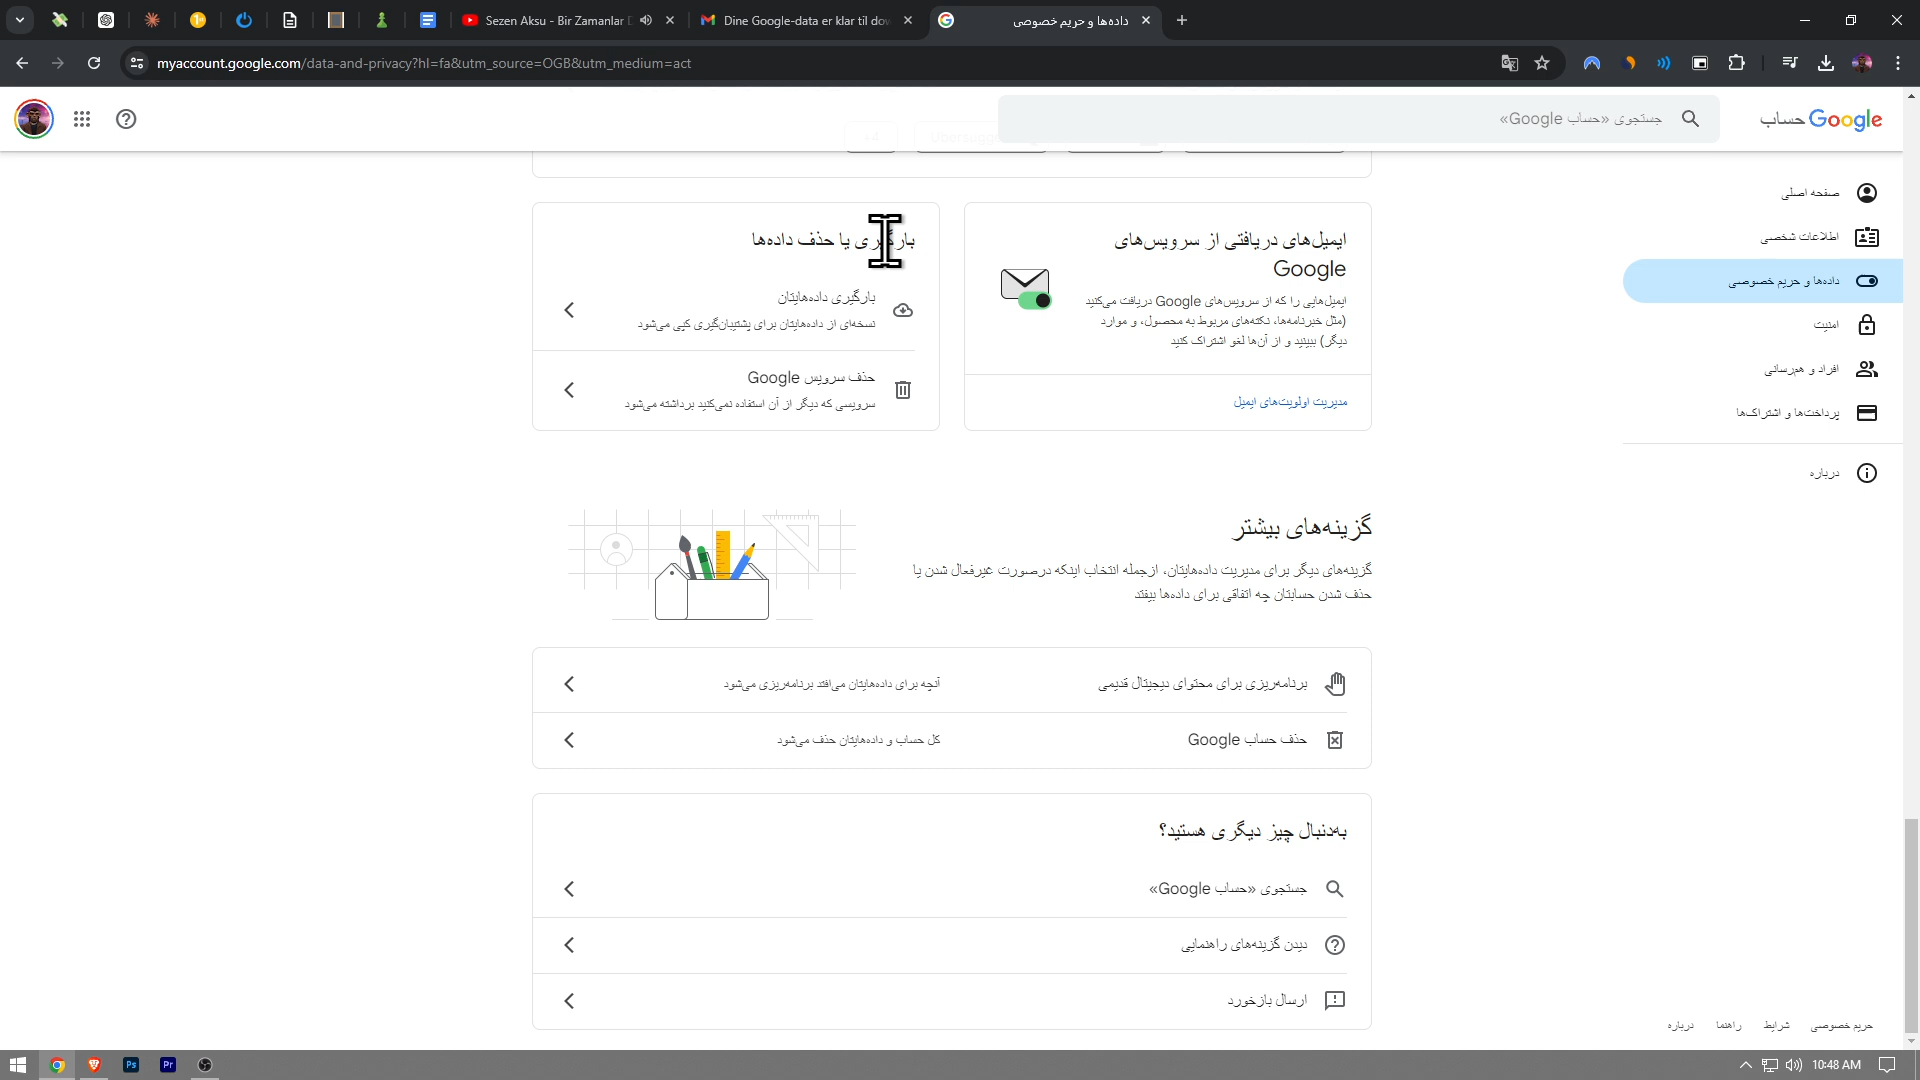 Sezen Aksu - Bir Zamanlar
Dine Google-data er klar til dov
داده‌ها و حریم خصوصی
myaccount.google.com/data-and-privacy?hl=fa&utm_source=OGB&utm_medium=act
حساب Google
جستجوی «حساب Google»
صفحه اصلی
اطلاعات شخصی
داده‌ها و حریم خصوصی
امنیت
افراد و هم‌رسانی
پرداخت‌ها و اشتراک‌ها
درباره
ایمیل‌های دریافتی از سرویس‌های
Google
ایمیل‌هایی را که از سرویس‌های Google دریافت می‌کنید
(مثل خبرنامه‌ها، نکته‌های مربوط به محصول، و موارد
دیگر) ببینید و از آن‌ها لغو اشتراک کنید
مدیریت اولویت‌های ایمیل
بارگیری یا حذف داده‌ها
بارگیری داده‌هایتان
نسخه‌ای از داده‌هایتان برای پشتیبان‌گیری کپی می‌شود
حذف سرویس Google
سرویسی که دیگر از آن استفاده نمی‌کنید برداشته می‌شود
گزینه‌های بیشتر
گزینه‌های دیگر برای مدیریت داده‌هایتان، ازجمله انتخاب اینکه درصورت غیرفعال شدن یا
حذف شدن حسابتان چه اتفاقی برای داده‌ها بیفتد
برنامه‌ریزی برای محتوای دیجیتال قدیمی
آنچه برای داده‌هایتان می‌افتد برنامه‌ریزی می‌شود
حذف حساب Google
کل حساب و داده‌هایتان حذف می‌شود
به‌دنبال چیز دیگری هستید؟
جستجوی «حساب Google»
دیدن گزینه‌های راهنمایی
ارسال بازخورد
حریم خصوصی
شرایط
راهنما
درباره
Ps
Pr
10:48 AM